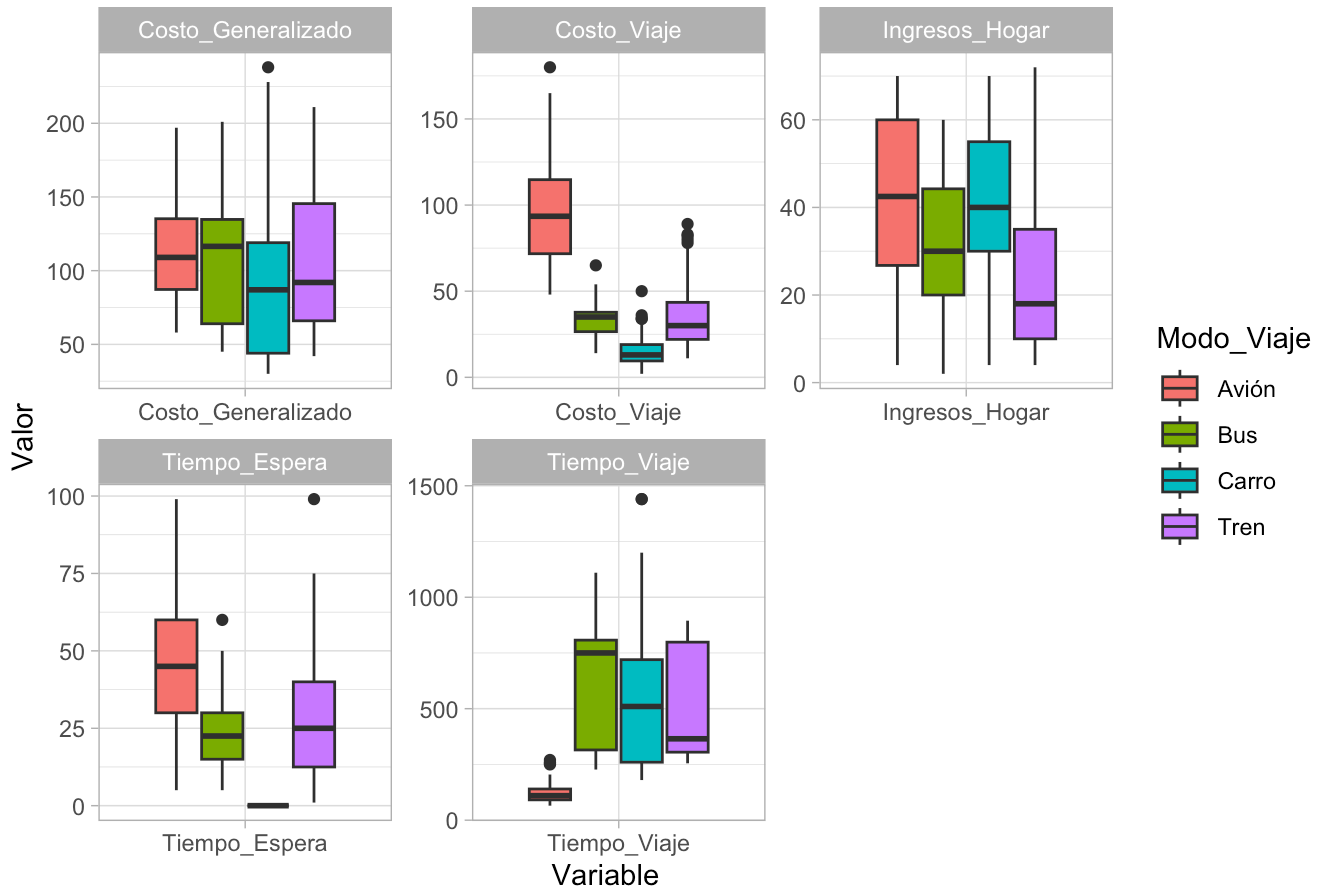 Costo_Generalizado
Costo_Viaje
Ingresos_Hogar
200
150
100
50
150
100
50
0
60
40
20
0
Costo_Generalizado
Costo_Viaje
Ingresos_Hogar
Valor
Tiempo_Espera
Tiempo_Viaje
100
75
50
25
0
1500
1000
500
0
Tiempo_Espera
Tiempo_Viaje
Variable
Modo_Viaje
Avión
Bus
Carro
Tren